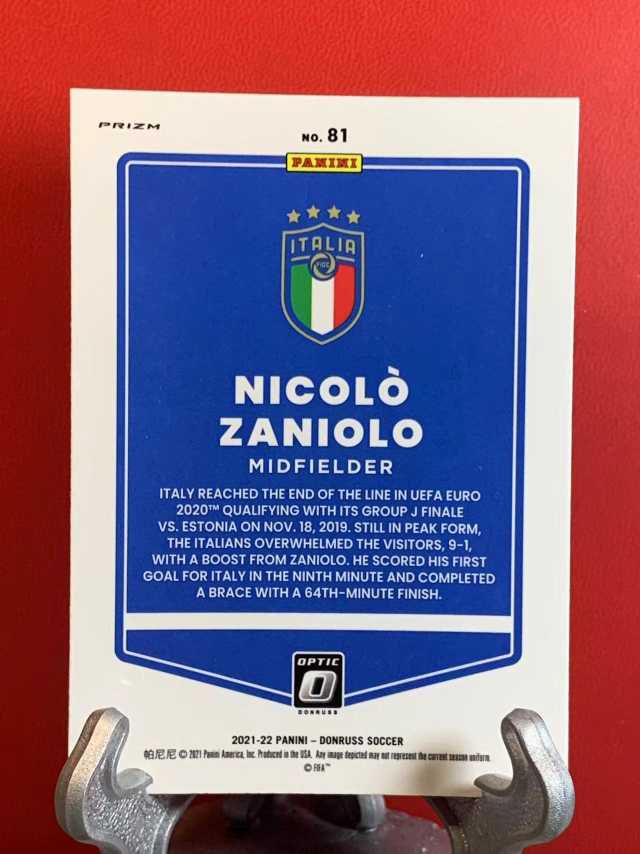 PRIZM
NO. 81
PANINI
ITALIA
FIGC
NICOLÒ
ZANIOLO
MIDFIELDER
ITALY REACHED THE END OF THE LINE IN UEFA EURO
2020™ QUALIFYING WITH ITS GROUP J FINALE
VS. ESTONIA ON NOV. 18, 2019. STILL IN PEAK FORM,
THE ITALIANS OVERWHELMED THE VISITORS, 9-1,
WITH A BOOST FROM ZANIOLO. HE SCORED HIS FIRST
GOAL FOR ITALY IN THE NINTH MINUTE AND COMPLETED
A BRACE WITH A 64TH-MINUTE FINISH.
OPTIC
O
DONRUSS
2021-22 PANINI – DONRUSS SOCCER
帕尼尼 © 2021 Panini America, Inc. Produced in the USA. Any image depicted may not represent the current season uniform.
© FIFA™